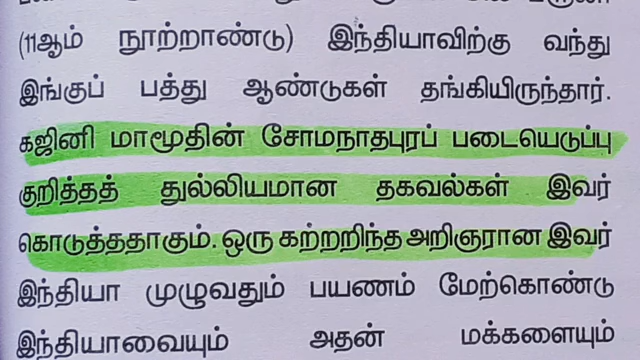 (11ஆம் நூற்றாண்டு) இந்தியாவிற்கு வந்து
இங்குப் பத்து ஆண்டுகள் தங்கியிருந்தார்.
கஜினி மாமூதின் சோமநாதபுரப் படையெடுப்பு
குறித்தத் துல்லியமான தகவல்கள் இவர்
கொடுத்ததாகும். ஒரு கற்றறிந்த அறிஞரான இவர்
இந்தியா முழுவதும் பயணம் மேற்கொண்டு
இந்தியாவையும் அதன் மக்களையும்